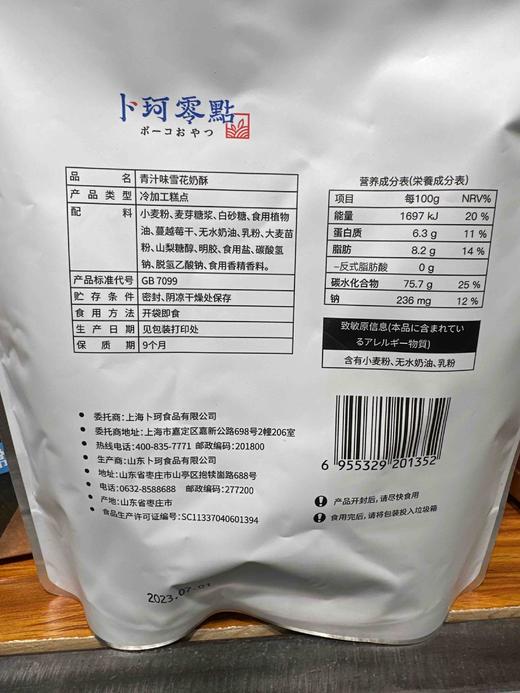 卜珂零點
ポーコおやつ
品名 青汁味雪花奶酥
产品类型 冷加工糕点
配料 小麦粉、麦芽糖浆、白砂糖、食用植物
油、蔓越莓干、无水奶油、乳粉、大麦苗
粉、山梨糖醇、明胶、食用盐、碳酸氢
钠、脱氢乙酸钠、食用香精香料。
产品标准代号 GB 7099
贮存条件 密封、阴凉干燥处保存
食用方法 开袋即食
生产日期 见包装打印处
保质期 9个月
营养成分表(栄養成分表)
项目 每100g NRV%
能量 1697 kJ 20 %
蛋白质 6.3 g 11 %
脂肪 8.2 g 14 %
–反式脂肪酸 0 g
碳水化合物 75.7 g 25 %
钠 236 mg 12 %
致敏原信息(本品に含まれてい
るアレルギー物質)
含有小麦粉、无水奶油、乳粉
委托商:上海卜珂食品有限公司
委托商地址:上海市嘉定区嘉新公路698号2幢206室
热线电话:400-835-7771 邮政编码:201800
生产商:山东卜珂食品有限公司
地址:山东省枣庄市山亭区抱犊崮路688号
电话:0632-8588688 邮政编码:277200
产地:山东省枣庄市
食品生产许可证编号:SC11337040601394
6 955329 201352
产品开封后,请尽快食用
食用完后,请将包装投入垃圾箱
2023.07.01